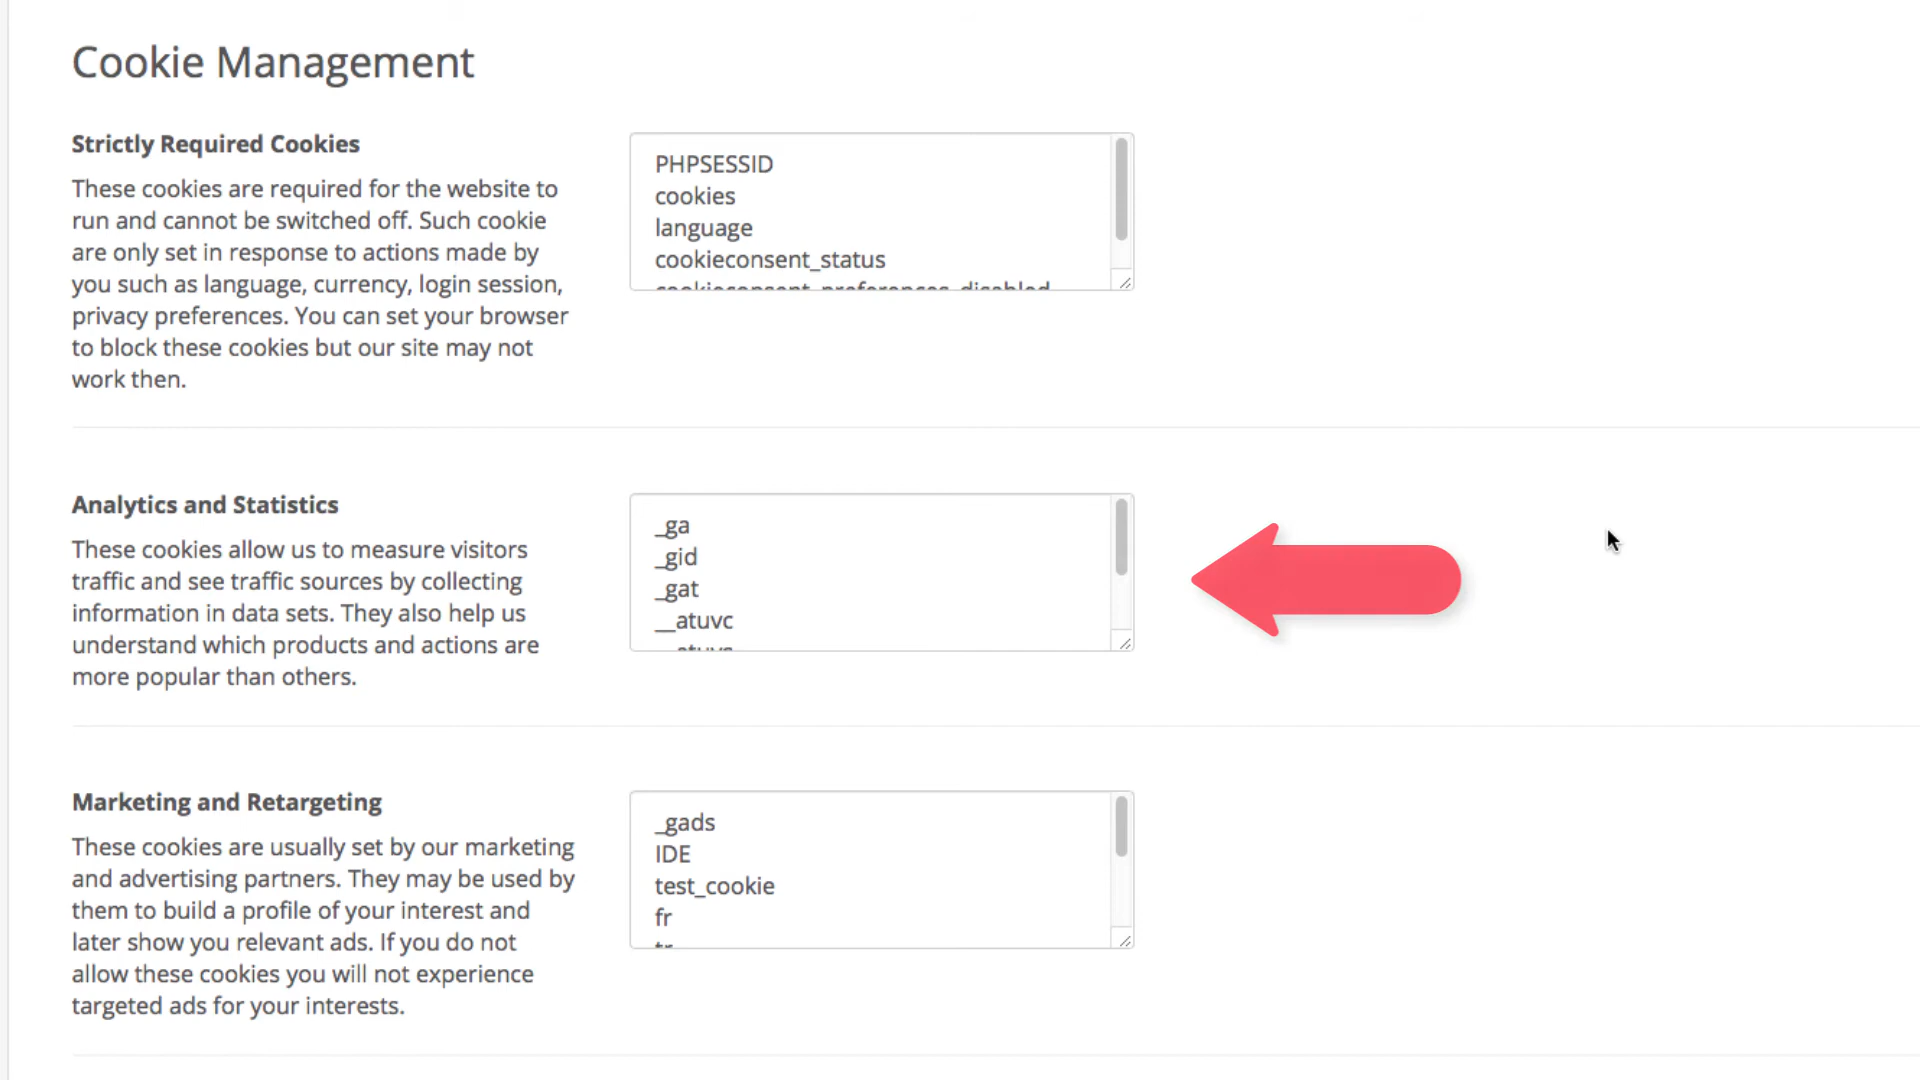 Cookie Management
Strictly Required Cookies
These cookies are required for the website to
run and cannot be switched off. Such cookie
are only set in response to actions made by
you such as language, currency, login session,
privacy preferences. You can set your browser
to block these cookies but our site may not
work then.
PHPSESSID
cookies
language
cookieconsent_status
cookieconsent_preferences_disabled
Analytics and Statistics
These cookies allow us to measure visitors
traffic and see traffic sources by collecting
information in data sets. They also help us
understand which products and actions are
more popular than others.
_ga
_gid
_gat
__atuvc
__atuvs
Marketing and Retargeting
These cookies are usually set by our marketing
and advertising partners. They may be used by
them to build a profile of your interest and
later show you relevant ads. If you do not
allow these cookies you will not experience
targeted ads for your interests.
_gads
IDE
test_cookie
fr
tr